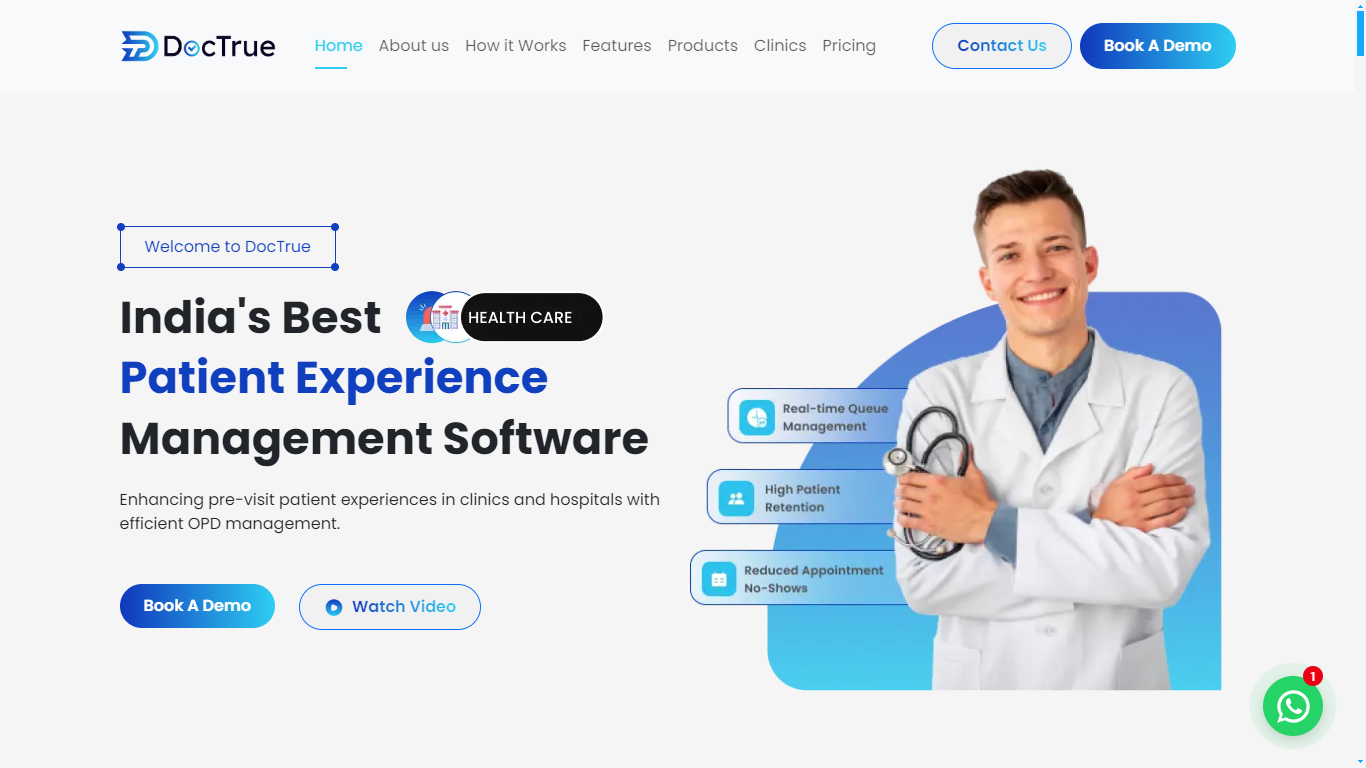 DocTrue
Home About us How it Works Features Products Clinics Pricing
Contact Us
Book A Demo
Welcome to DocTrue
India's Best
HEALTH CARE
Patient Experience
Management Software
Enhancing pre-visit patient experiences in clinics and hospitals with
efficient OPD management.
Book A Demo
Watch Video
Real-time Queue
Management
High Patient
Retention
Reduced Appointment
No-Shows
1